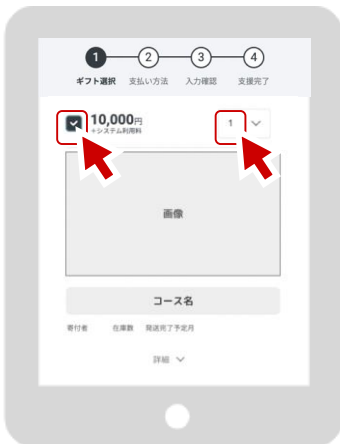 1 2 3 4
ギフト選択 支払い方法 入力確認 支援完了
10,000円
+システム利用料
1
画像
コース名
寄付者 在庫数 発送完了予定月
詳細